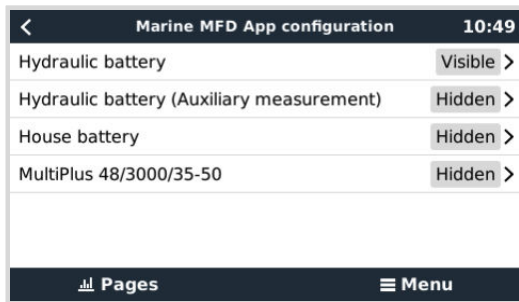 Marine MFD App configuration 10:49
Hydraulic battery Visible
Hydraulic battery (Auxiliary measurement) Hidden
House battery Hidden
MultiPlus 48/3000/35-50 Hidden
Pages Menu